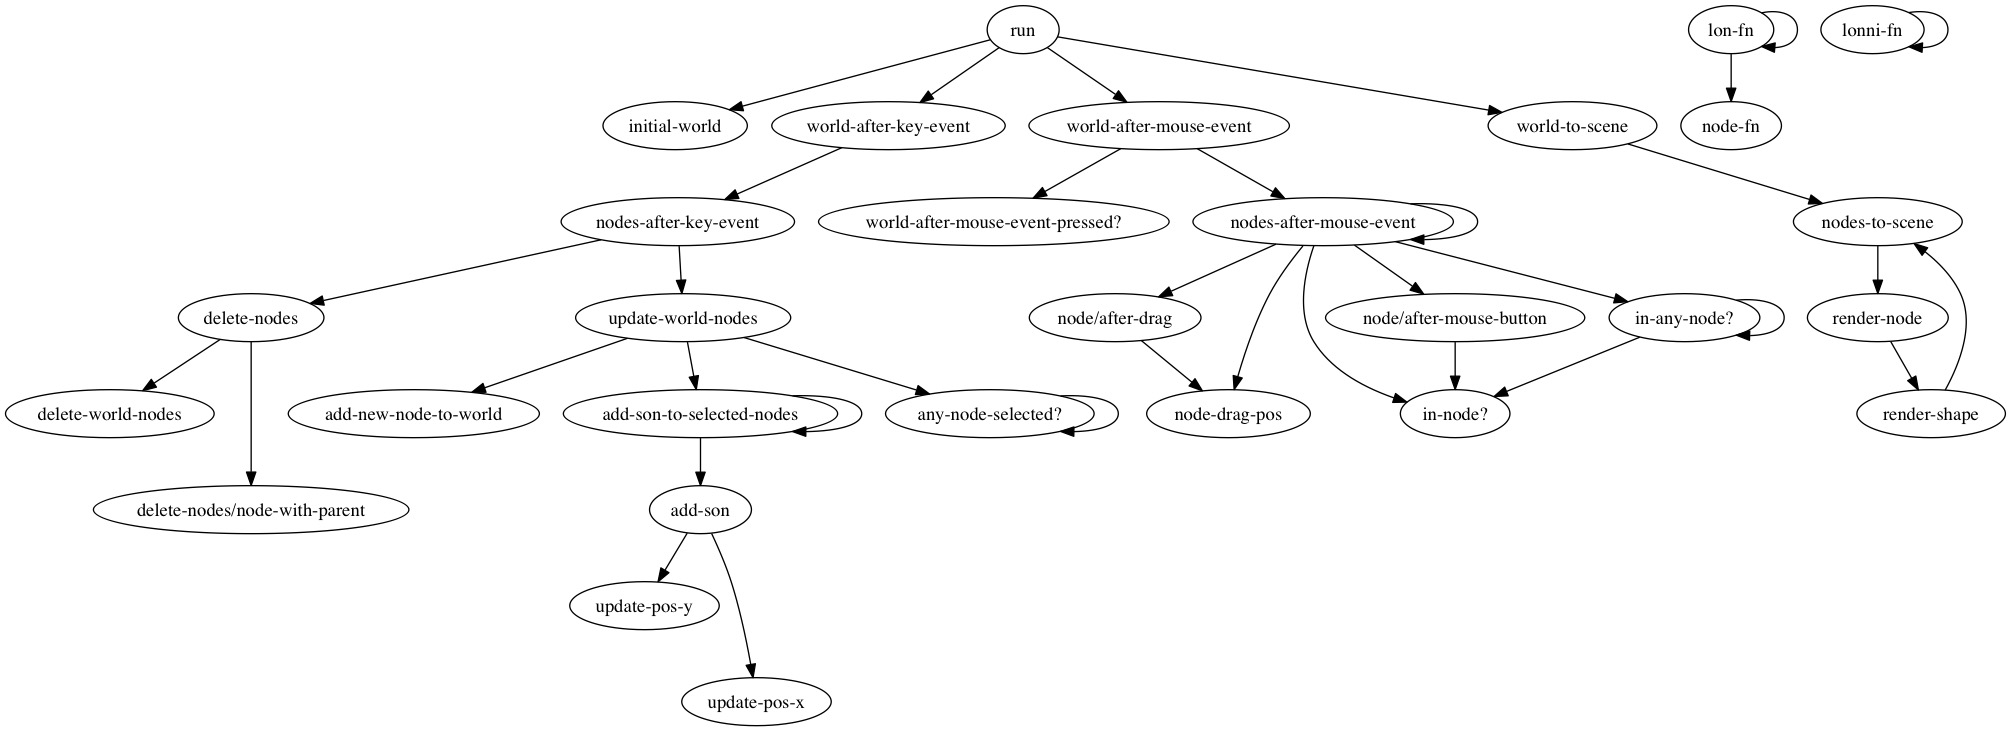 run
lon-fn
lonni-fn
initial-world
world-after-key-event
world-after-mouse-event
world-to-scene
node-fn
nodes-after-key-event
world-after-mouse-event-pressed?
nodes-after-mouse-event
nodes-to-scene
delete-nodes
update-world-nodes
node/after-drag
node/after-mouse-button
in-any-node?
render-node
delete-world-nodes
add-new-node-to-world
add-son-to-selected-nodes
any-node-selected?
node-drag-pos
in-node?
render-shape
delete-nodes/node-with-parent
add-son
update-pos-y
update-pos-x